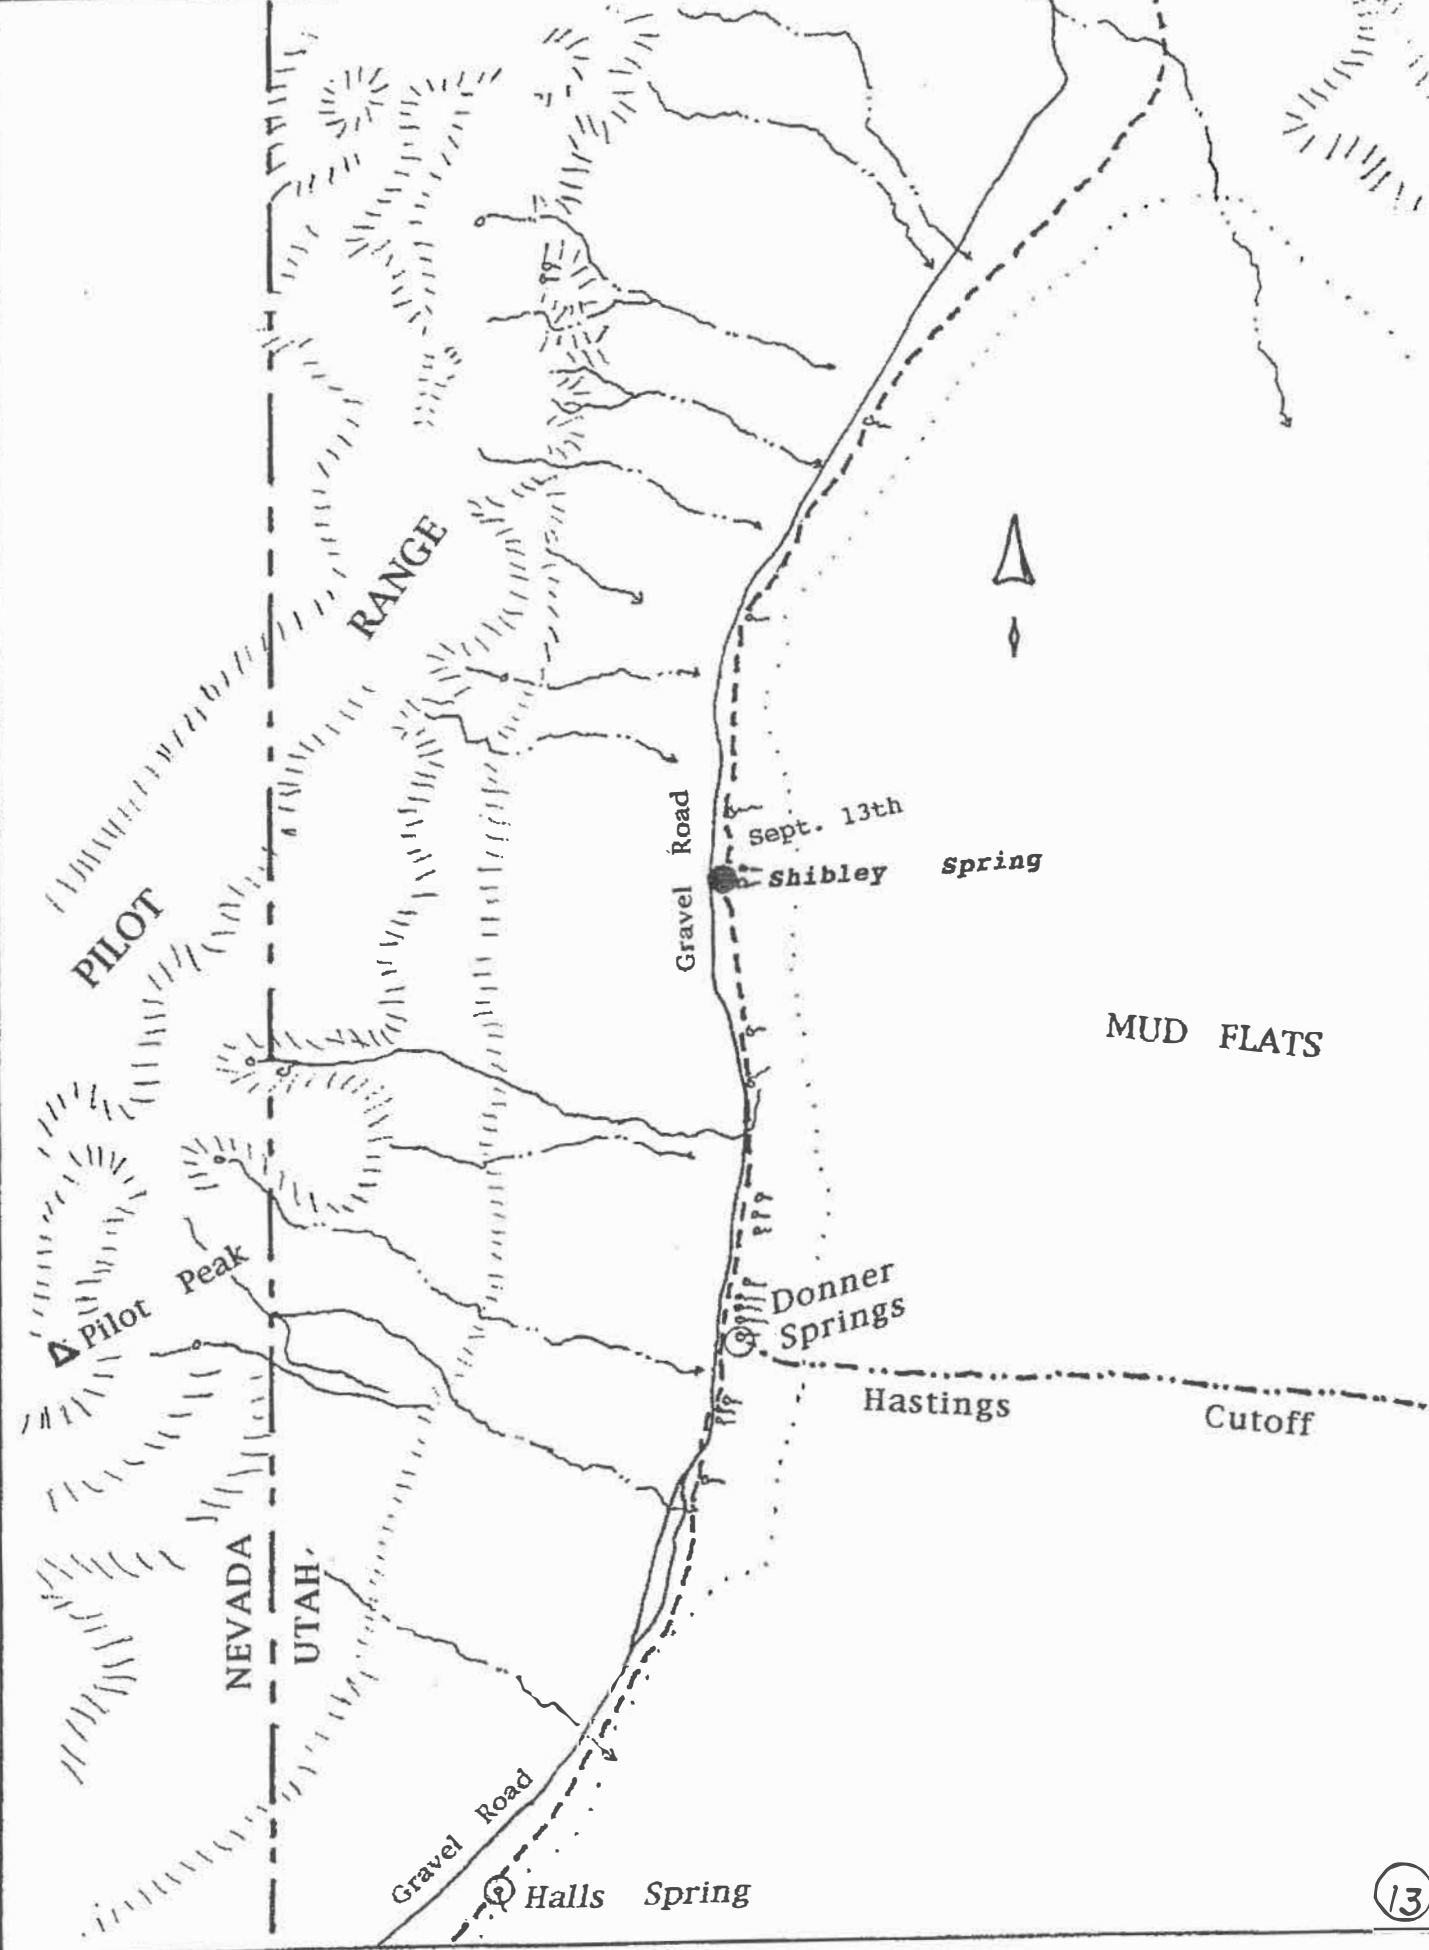 RANGE
PILOT
Gravel Road
Sept. 13th
Shibley Spring
MUD FLATS
Pilot Peak
Donner
Springs
Hastings Cutoff
NEVADA
UTAH
Gravel Road
Halls Spring
13